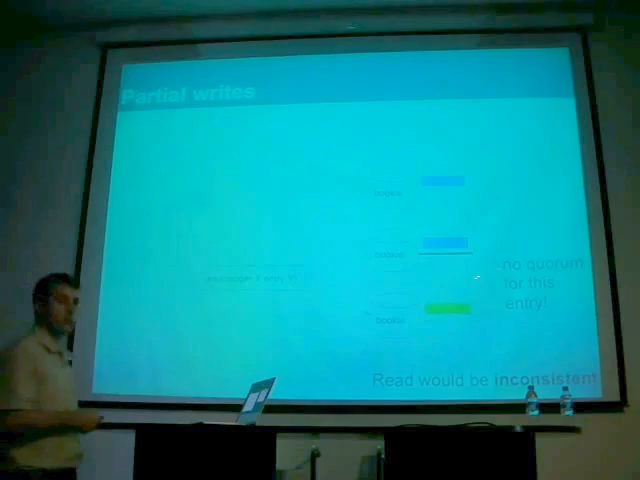 Partial writes
bookie
bookie
no quorum
for this
entry!
bookie
Read would be inconsistent